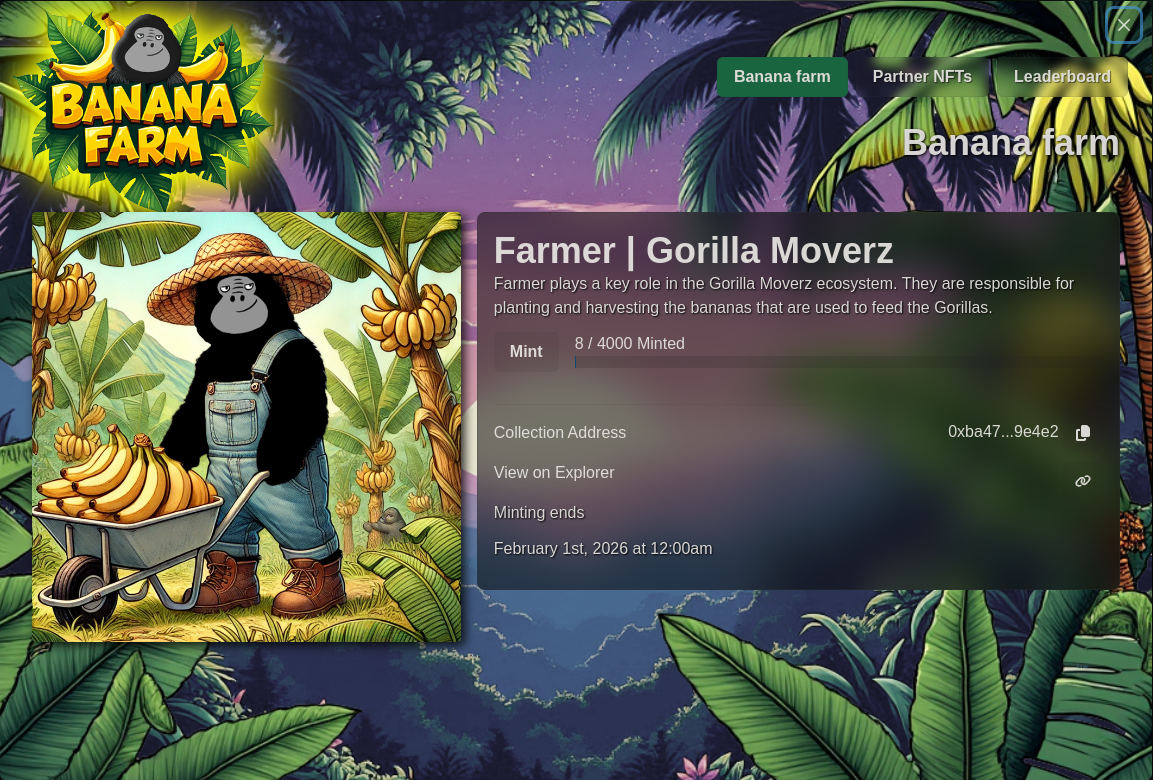 BANANA
FARM
Banana farm
Partner NFTs
Leaderboard
Banana farm
Farmer | Gorilla Moverz
Farmer plays a key role in the Gorilla Moverz ecosystem. They are responsible for
planting and harvesting the bananas that are used to feed the Gorillas.
Mint
8 / 4000 Minted
Collection Address
0xba47...9e4e2
View on Explorer
Minting ends
February 1st, 2026 at 12:00am